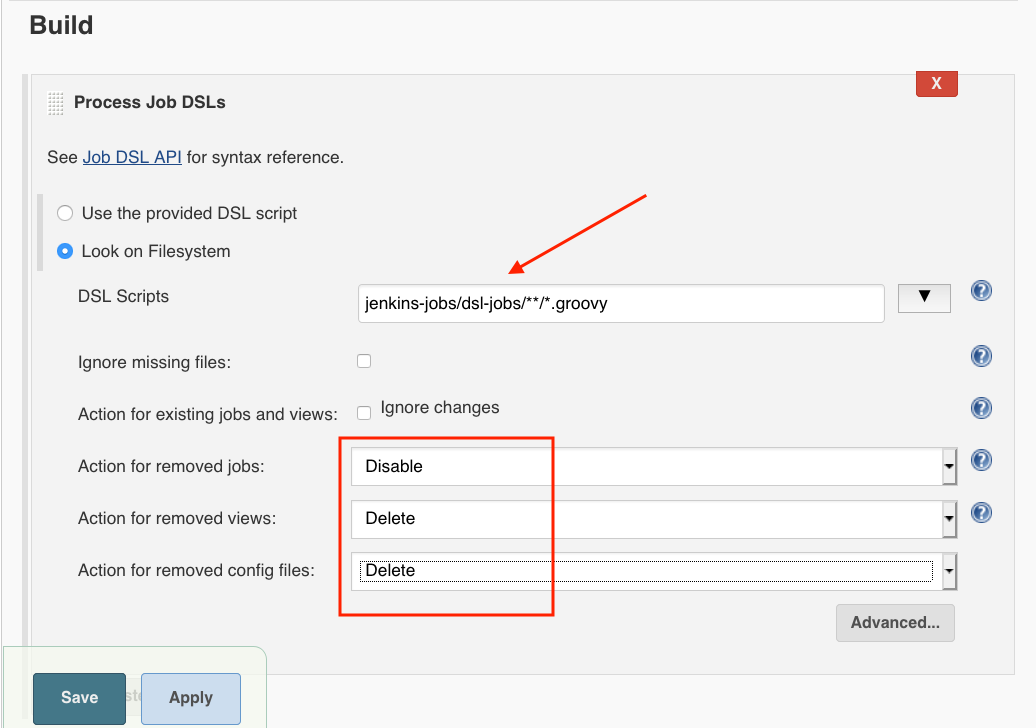 Build
Process Job DSLs
X
See Job DSL API for syntax reference.
Use the provided DSL script
Look on Filesystem
DSL Scripts
jenkins-jobs/dsl-jobs/**/*.groovy
▼
?
Ignore missing files:
?
Action for existing jobs and views:
Ignore changes
?
Action for removed jobs:
Disable
?
Action for removed views:
Delete
?
Action for removed config files:
Delete
Advanced...
Save
Apply